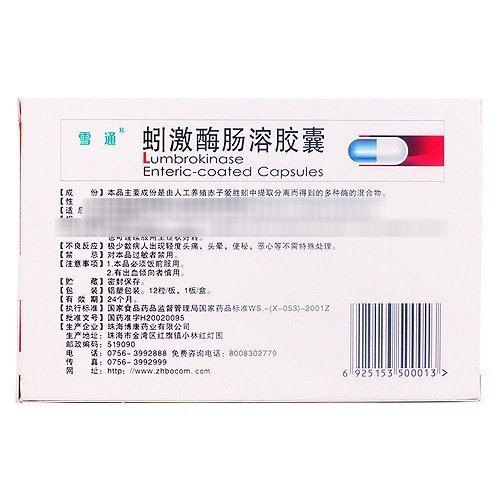 雪通® 蚓激酶肠溶胶囊
Lumbrokinase
Enteric-coated Capsules
【成　份】本品主要成份是由人工养殖赤子爱胜蚓中提取分离而得到的多种酶的混合物。
【性
【适
【不良反应】极少数病人出现轻度头痛、头晕、便秘、恶心等不需特殊处理。
【禁　忌】对本品过敏者禁用。
【注意事项】1.本品必须饭前服用。
2.有出血倾向者慎用。
【贮　藏】密封保存。
【包　装】铝塑包装。12粒/板，1板/盒。
【有 效 期】24个月。
【执行标准】国家食品药品监督管理局国家药品标准WS₁-(X-053)-2001Z
【批准文号】国药准字H20020095
【生产企业】珠海博康药业有限公司
【生产地址】珠海市金湾区红旗镇小林红灯围
【邮政编码】519090
【电　话】0756-3992888 免费咨询电话：8008302779
【传　真】0756-3992999
【网　址】http://www.zhbocom.com/
6 925153 500013 >